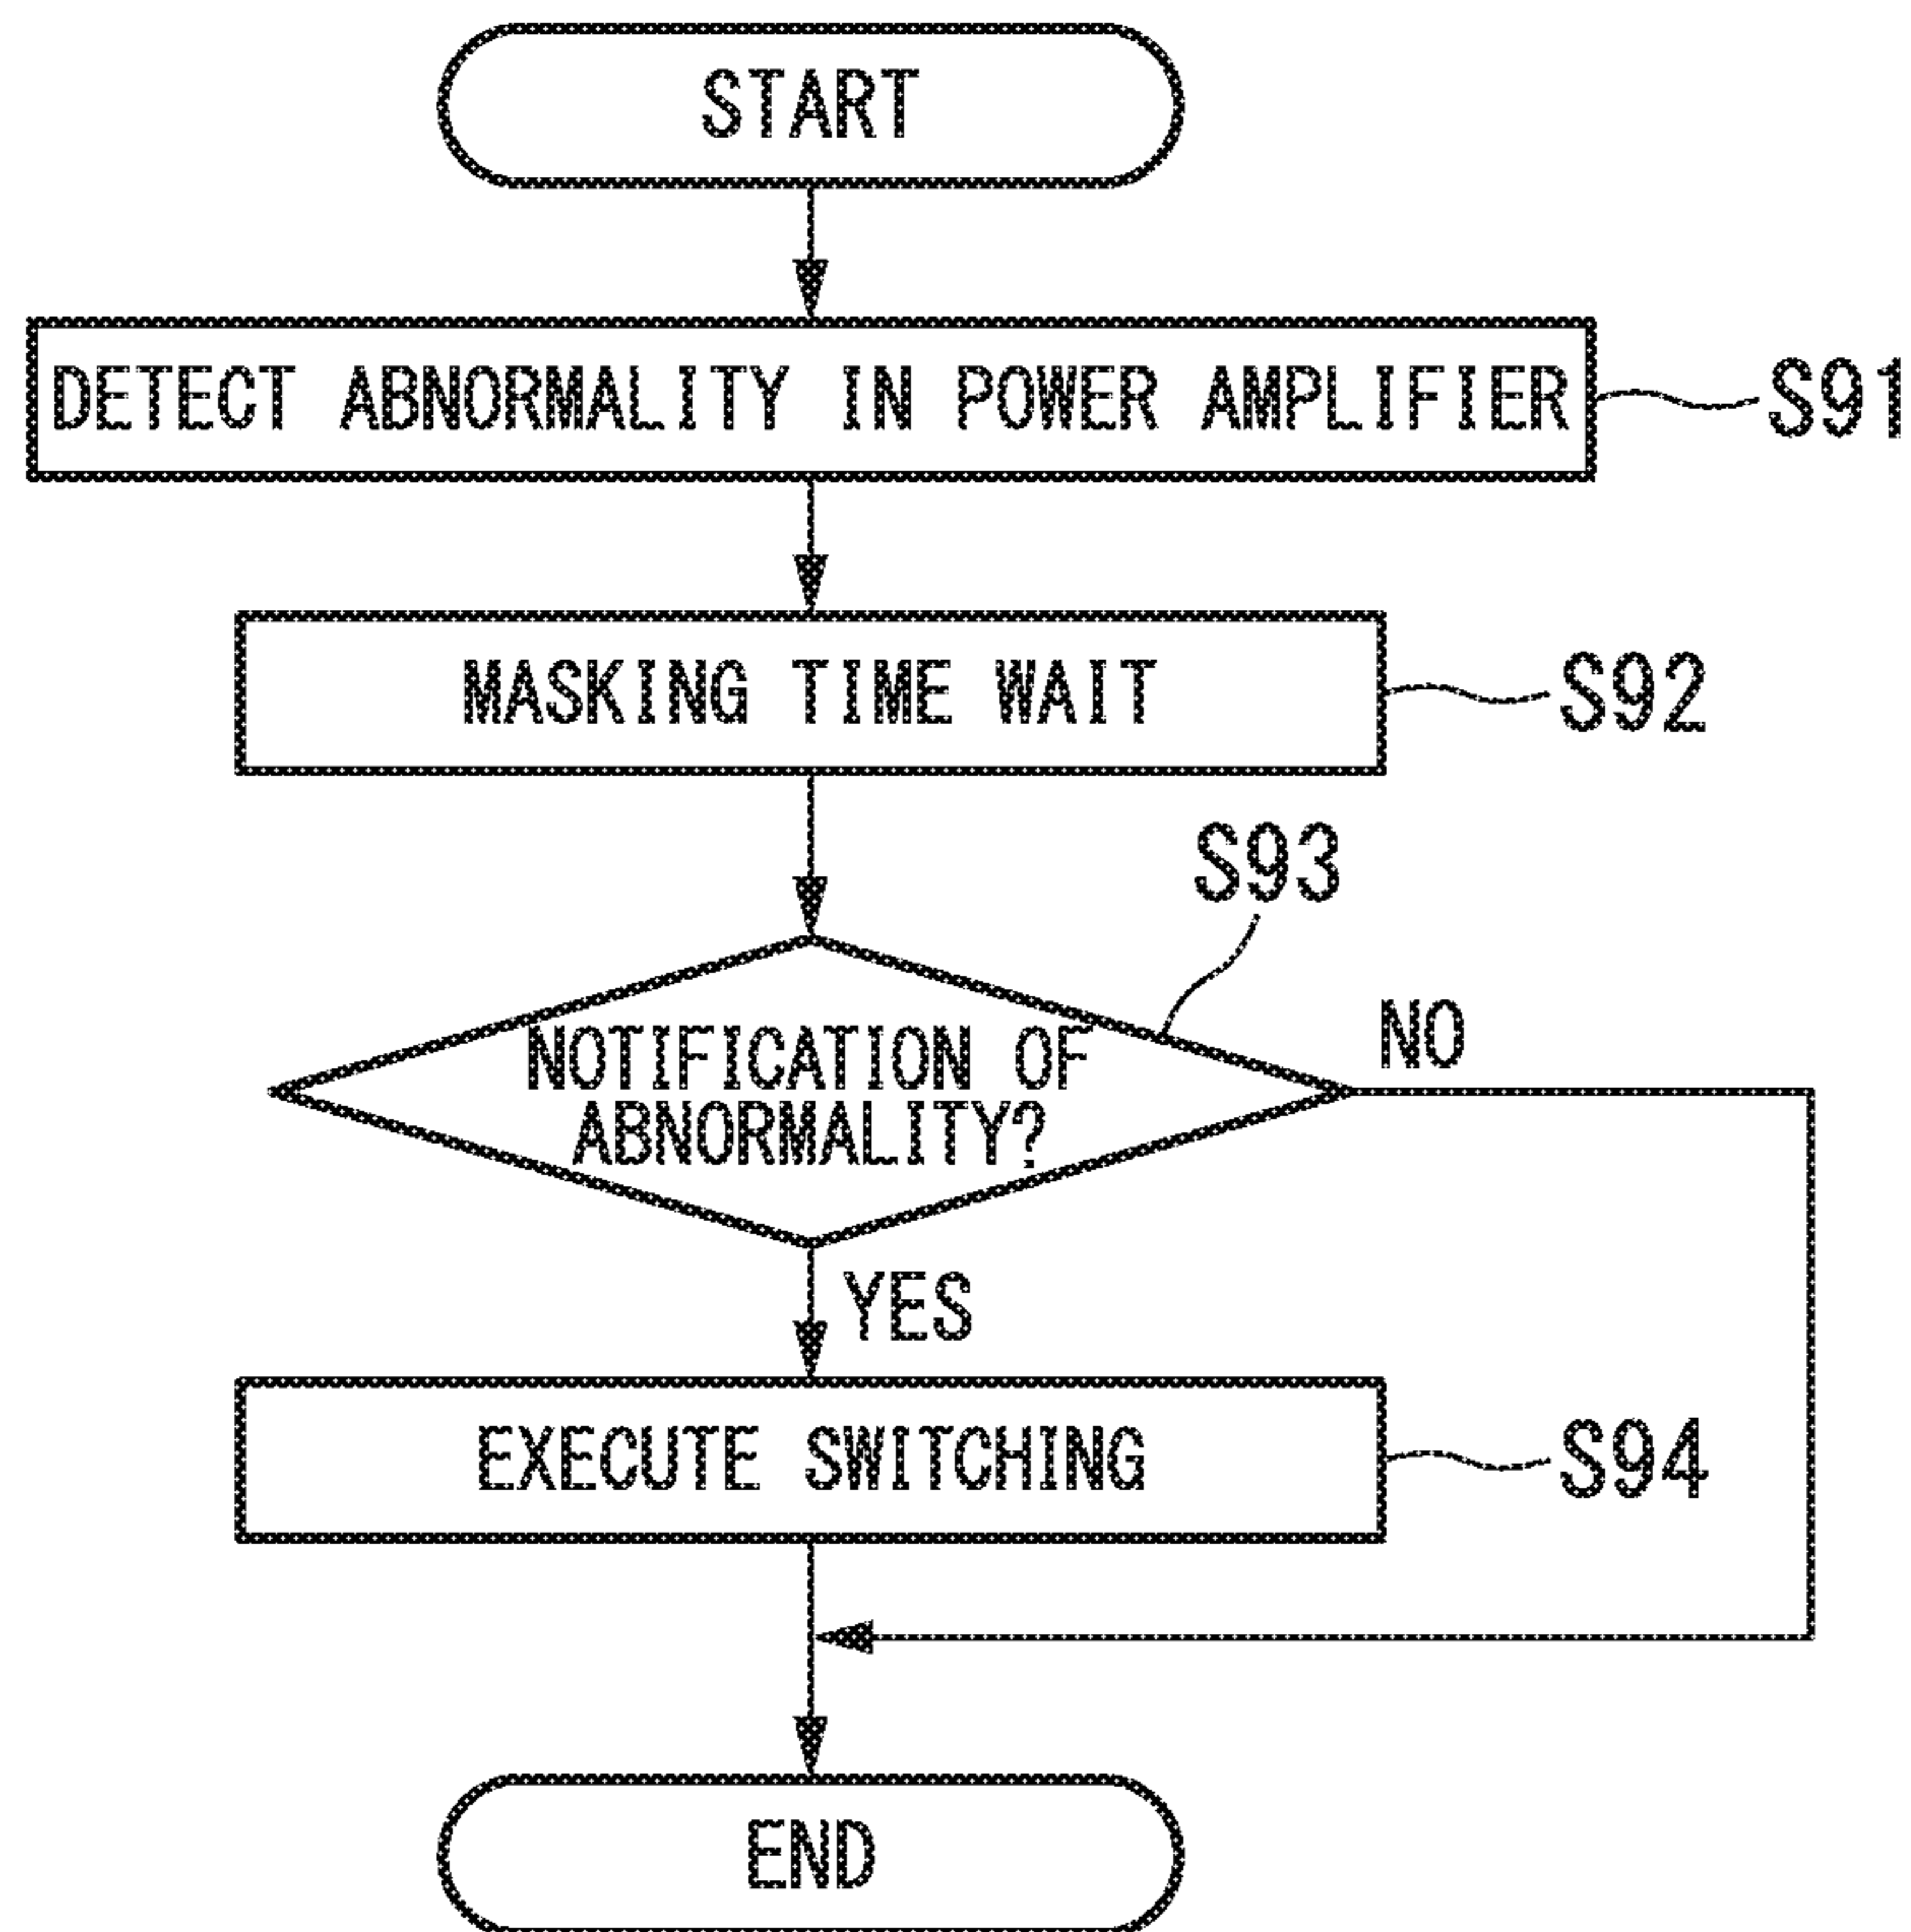 START
DETECT ABNORMALITY IN POWER AMPLIFIER
S91
MASKING TIME WAIT
S92
S93
NOTIFICATION OF
ABNORMALITY?
NO
YES
EXECUTE SWITCHING
S94
END